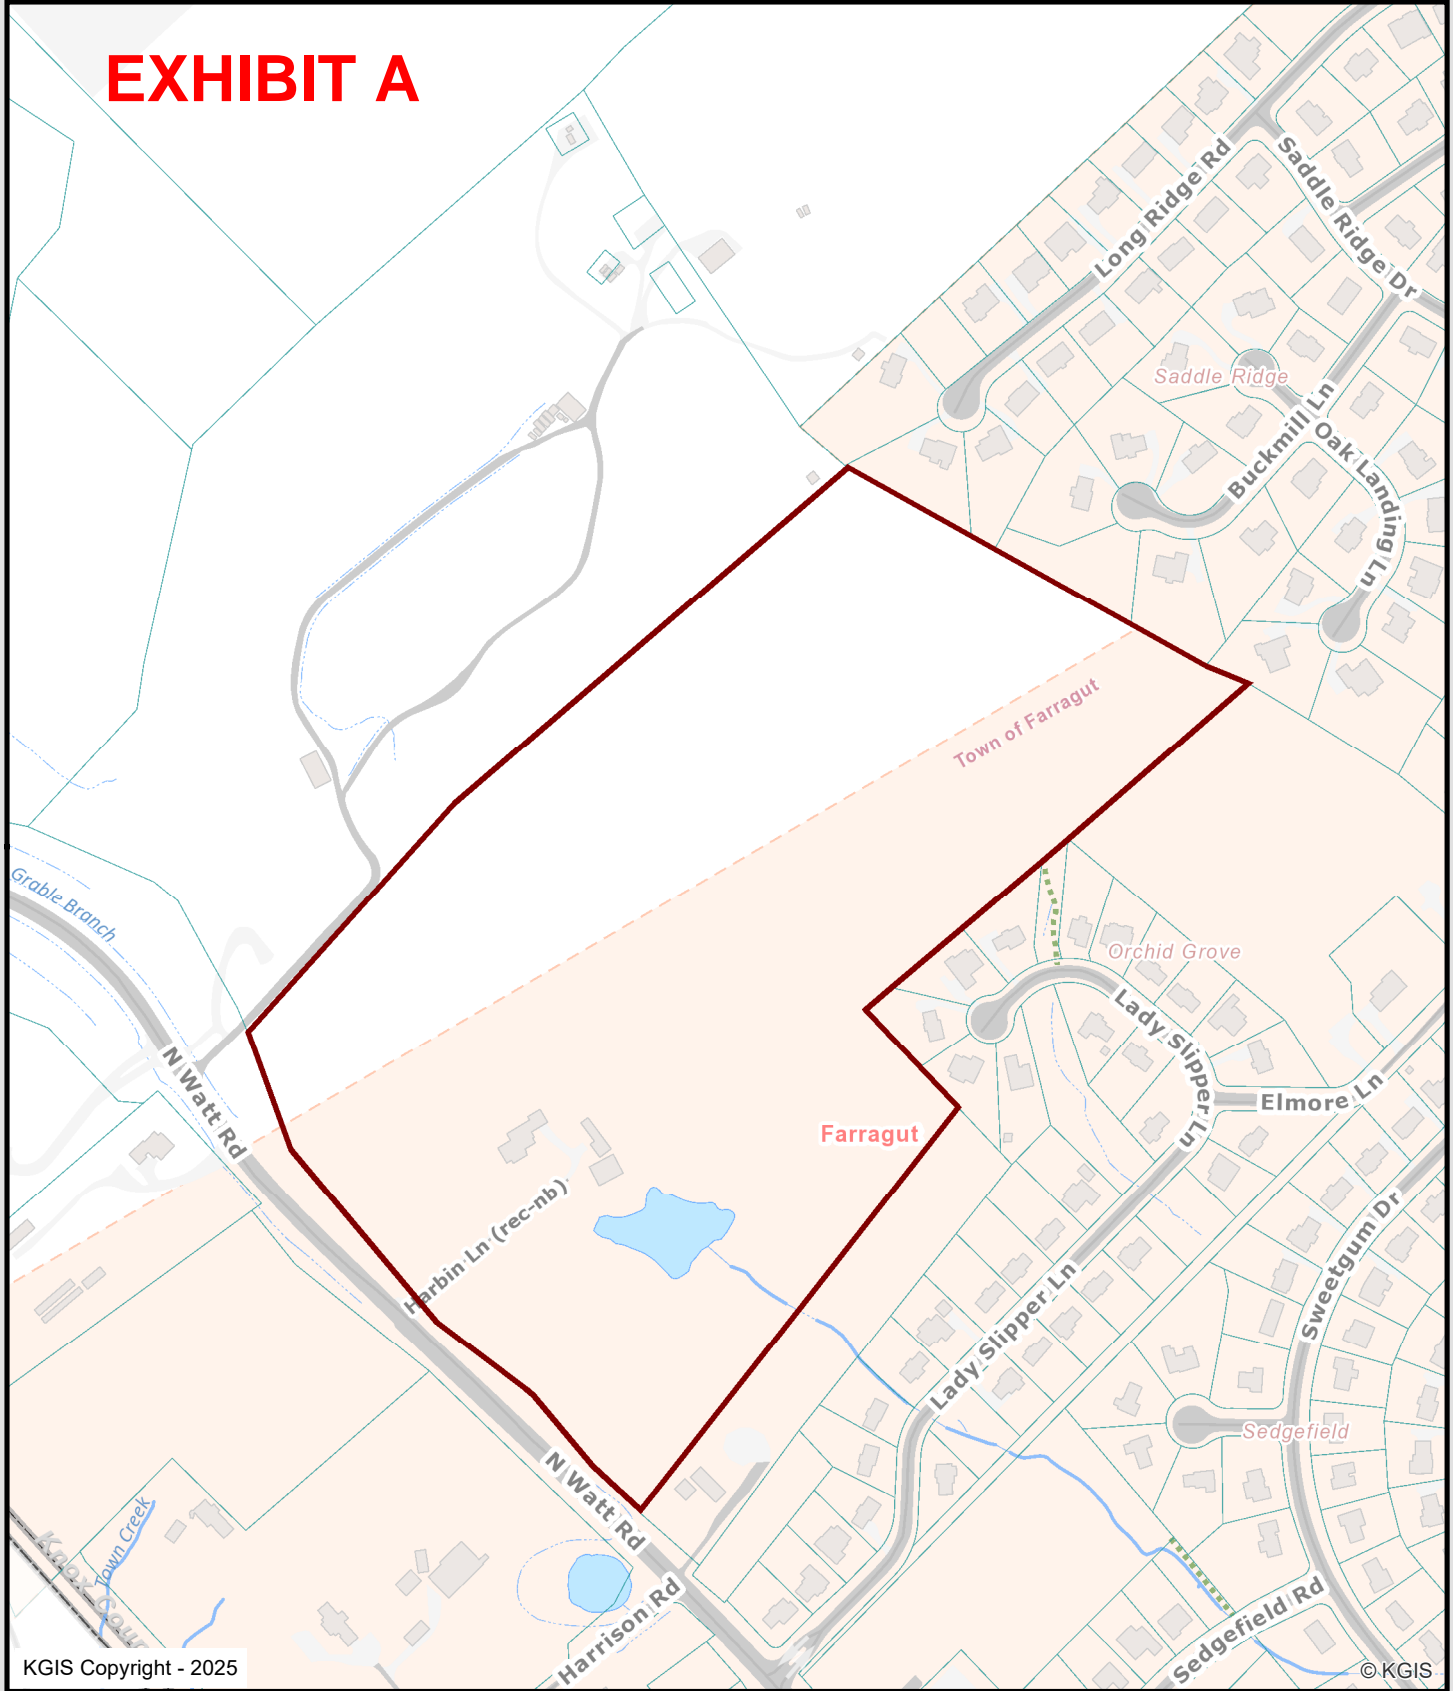 EXHIBIT A
Long Ridge Rd
Saddle Ridge Dr
Saddle Ridge
Buckmill Ln
Oak Landing Ln
Town of Farragut
Grable Branch
Orchid Grove
N Watt Rd
Lady Slipper Ln
Elmore Ln
Farragut
Harbin Ln (rec-nb)
Sweetgum Dr
Lady Slipper Ln
Sedgefield
N Watt Rd
Town Creek
Knox Coun
Harrison Rd
Sedgefield Rd
KGIS Copyright - 2025
© KGIS